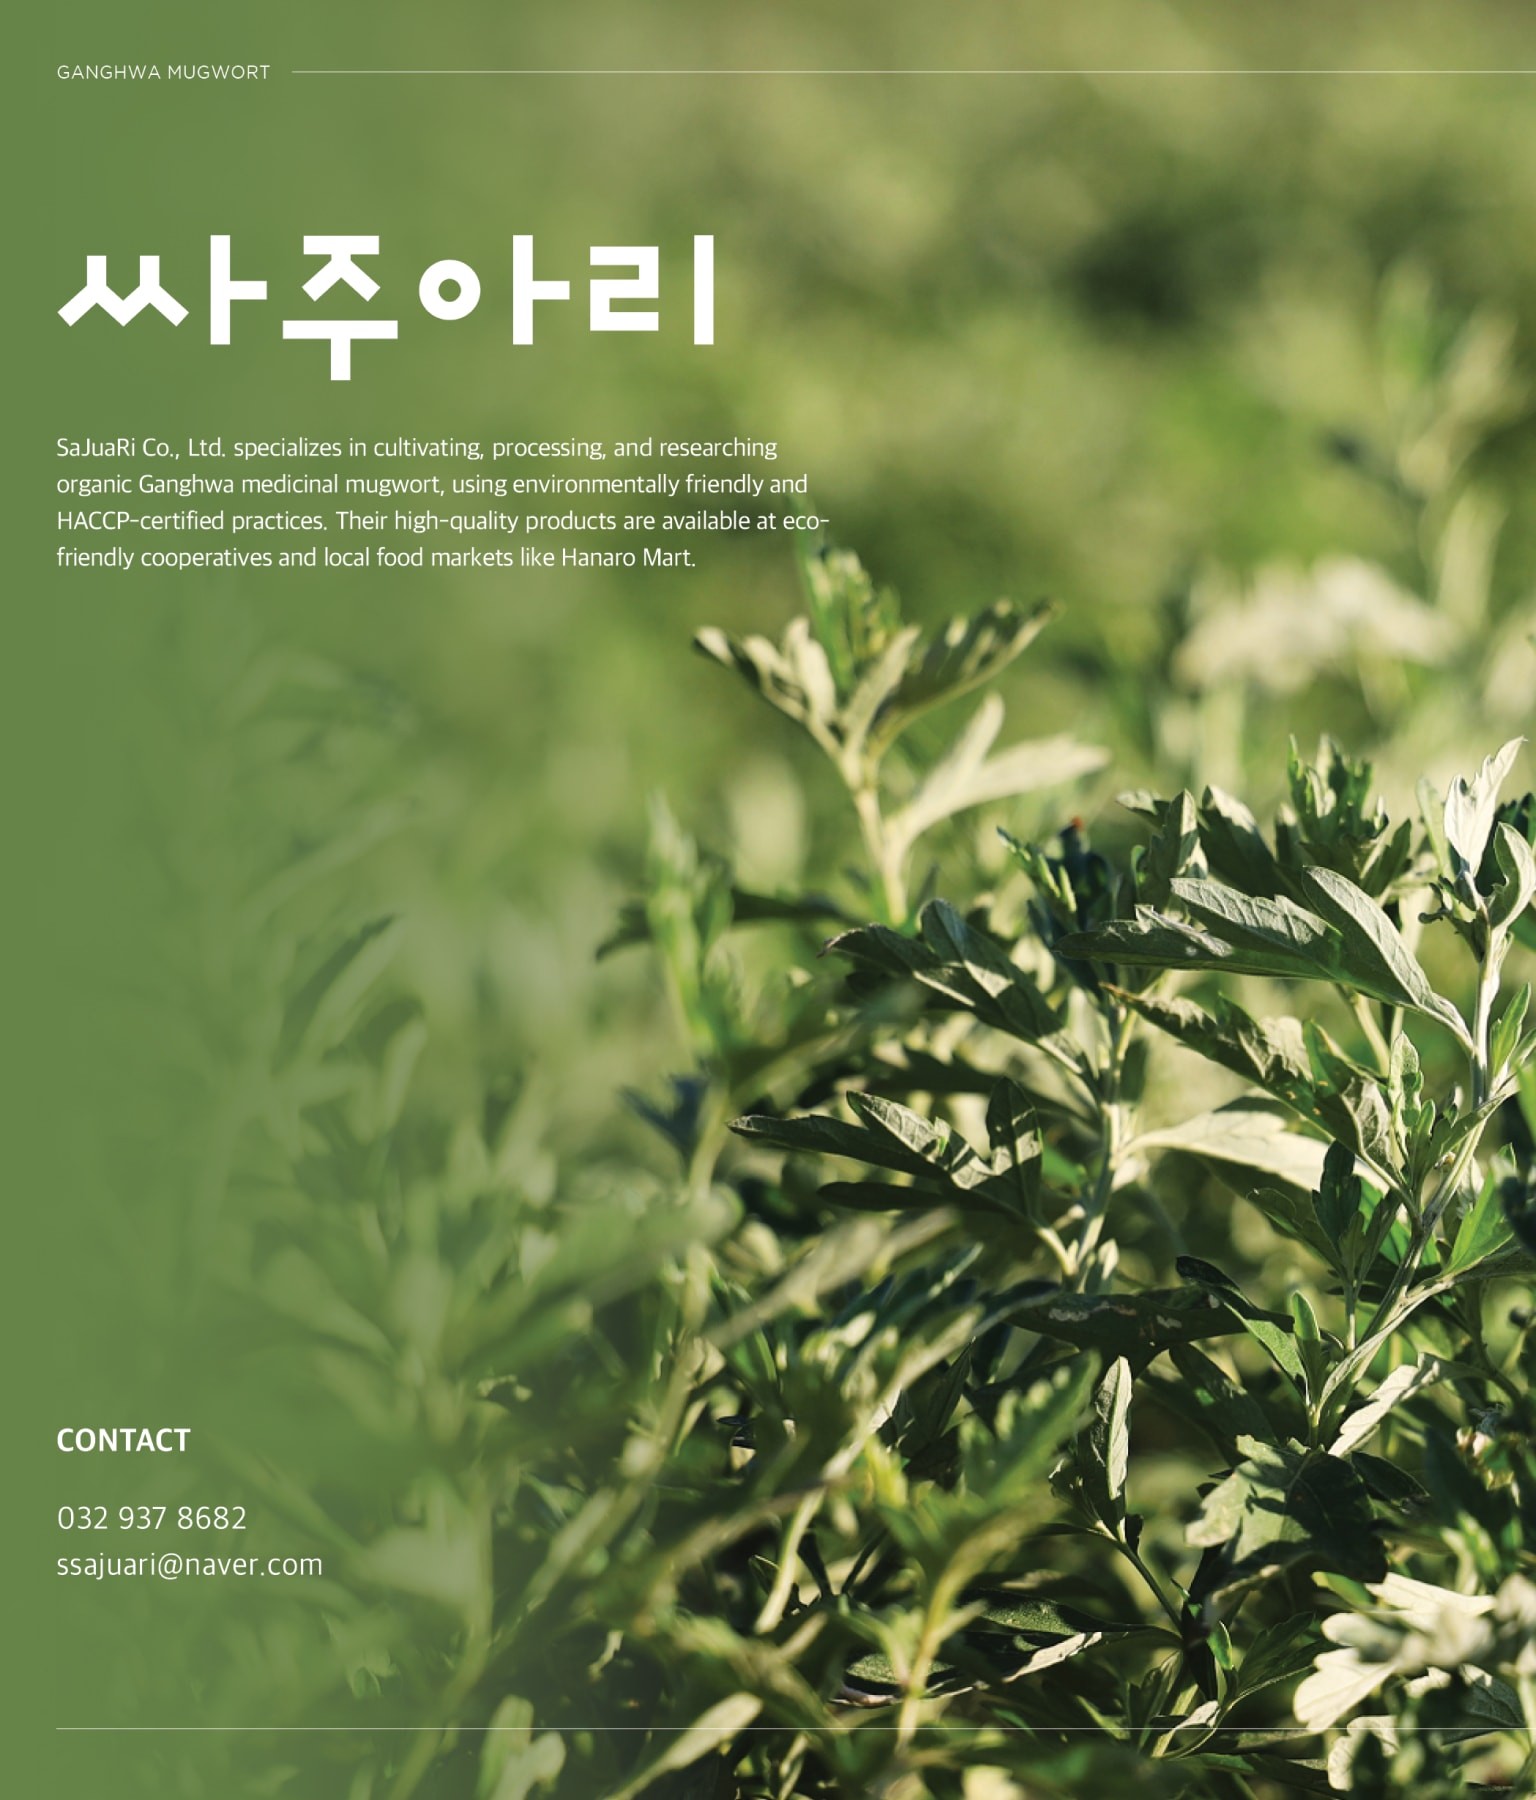 GANGHWA MUGWORT
싸주아리
SaJuaRi Co., Ltd. specializes in cultivating, processing, and researching
organic Ganghwa medicinal mugwort, using environmentally friendly and
HACCP-certified practices. Their high-quality products are available at eco-
friendly cooperatives and local food markets like Hanaro Mart.
CONTACT
032 937 8682
ssajuari@naver.com